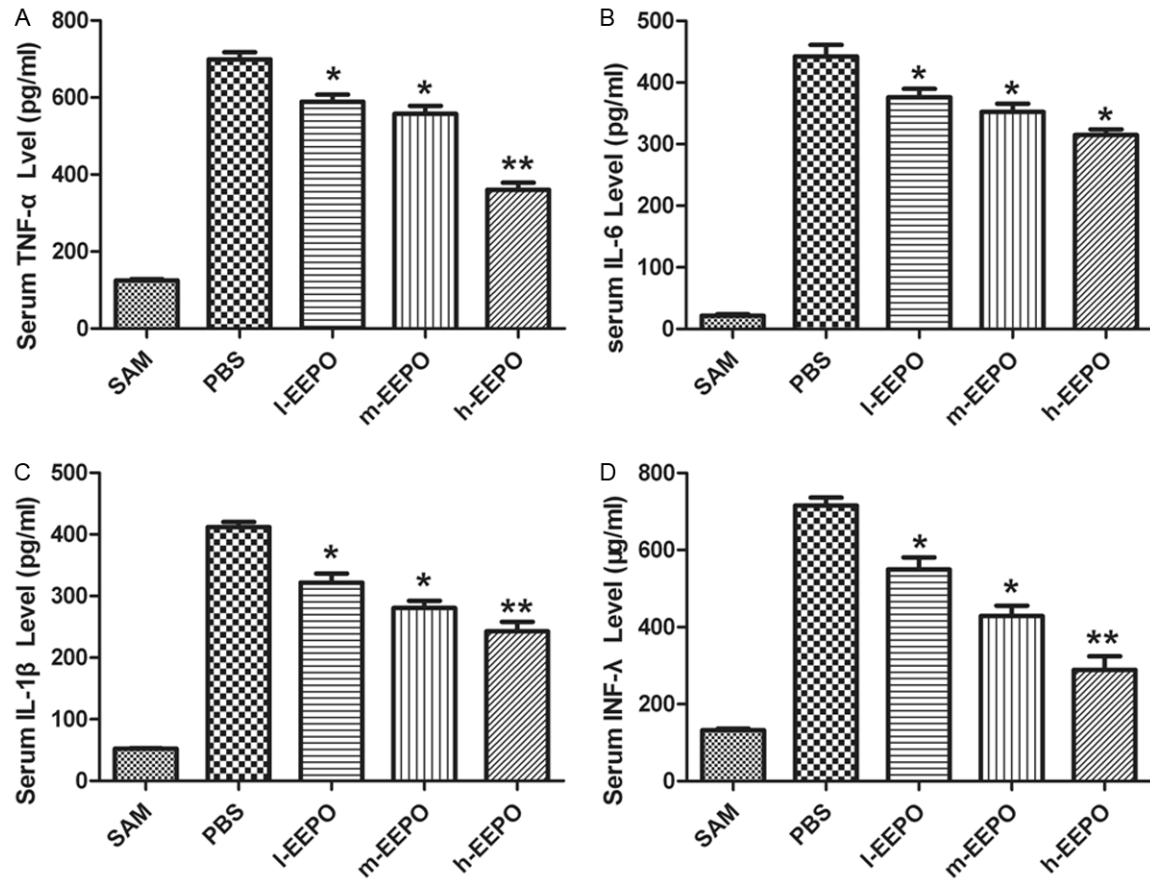 A
Serum TNF-α Lvel (pg/ml)
800
600
400
200
0
*
*
**
SAM
PBS
l-EEPO
m-EEPO
h-EEPO
B
serum IL-6 Level (pg/ml)
500
400
300
200
100
0
*
*
*
SAM
PBS
l-EEPO
m-EEPO
h-EEPO
C
Serum IL-1β Level (pg/ml)
500
400
300
200
100
0
*
*
**
SAM
PBS
l-EEPO
m-EEPO
h-EEPO
D
Serum INF-λ Level (μg/ml)
800
600
400
200
0
*
*
**
SAM
PBS
l-EEPO
m-EEPO
h-EEPO